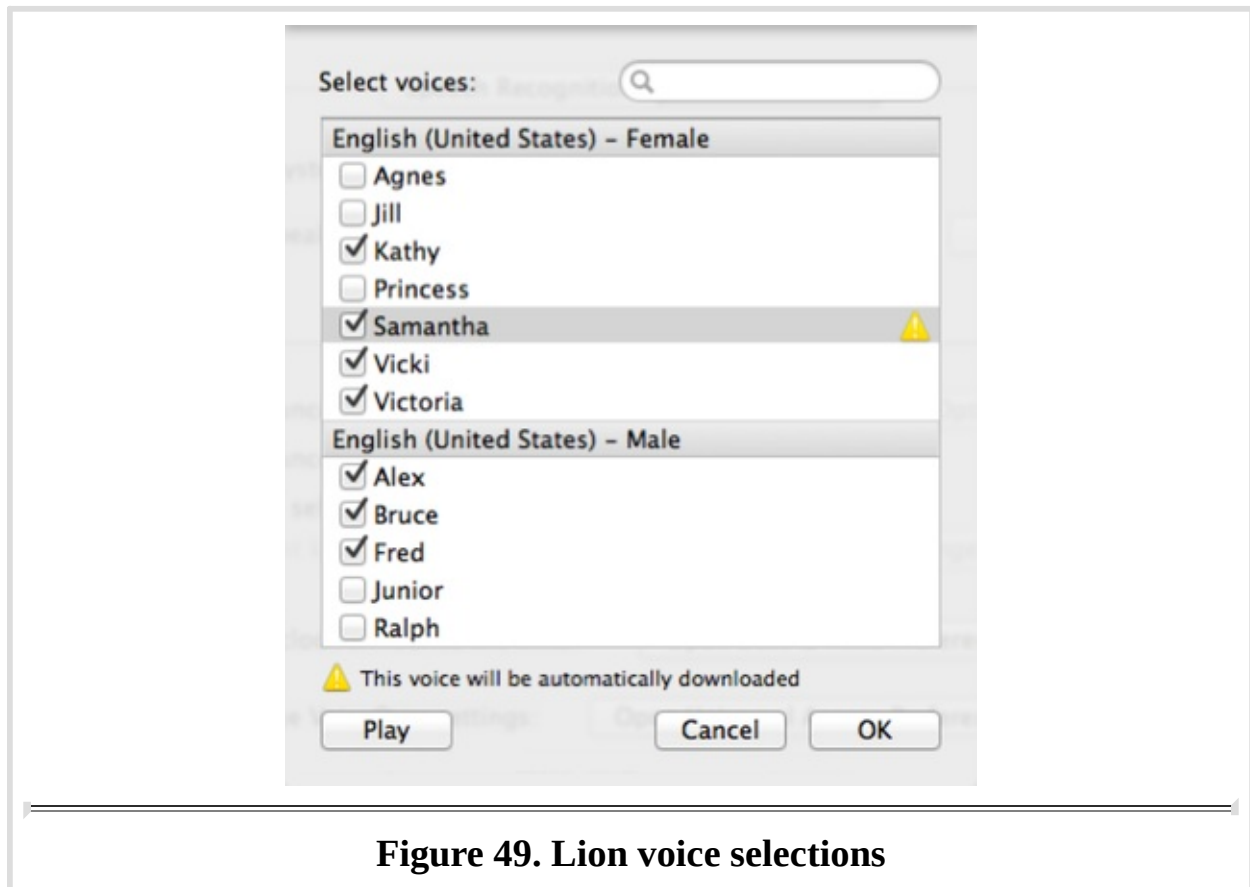 Select voices:
English (United States) – Female
Agnes
Jill
Kathy
Princess
Samantha
Vicki
Victoria
English (United States) – Male
Alex
Bruce
Fred
Junior
Ralph
This voice will be automatically downloaded
Play Cancel OK
Figure 49. Lion voice selections